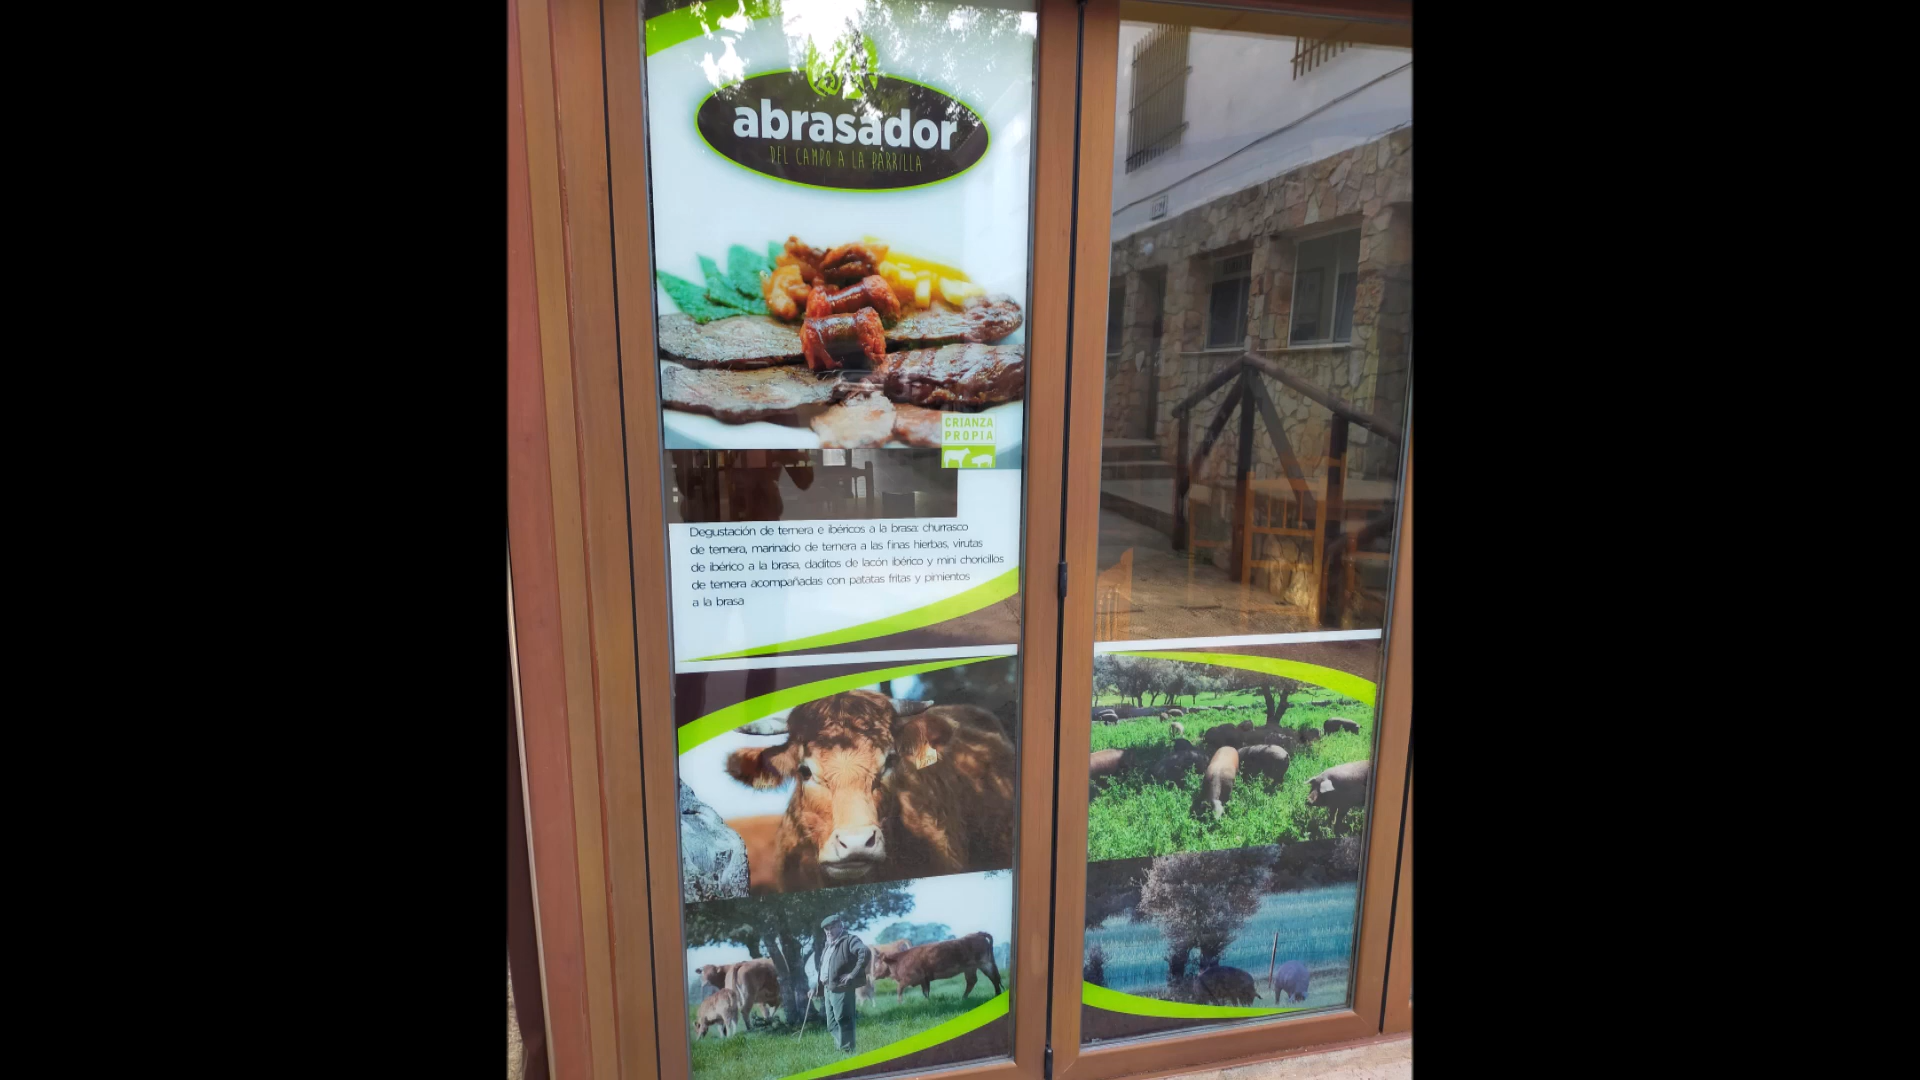 abrasador
DEL CAMPO A LA PARRILLA
CRIANZA
PROPIA
Degustación de ternera e ibéricos a la brasa: churrasco
de ternera, marinado de ternera a las finas hierbas, virutas
de ibérico a la brasa, daditos de lacón ibérico y mini choricillos
de ternera acompañadas con patatas fritas y pimientos
a la brasa